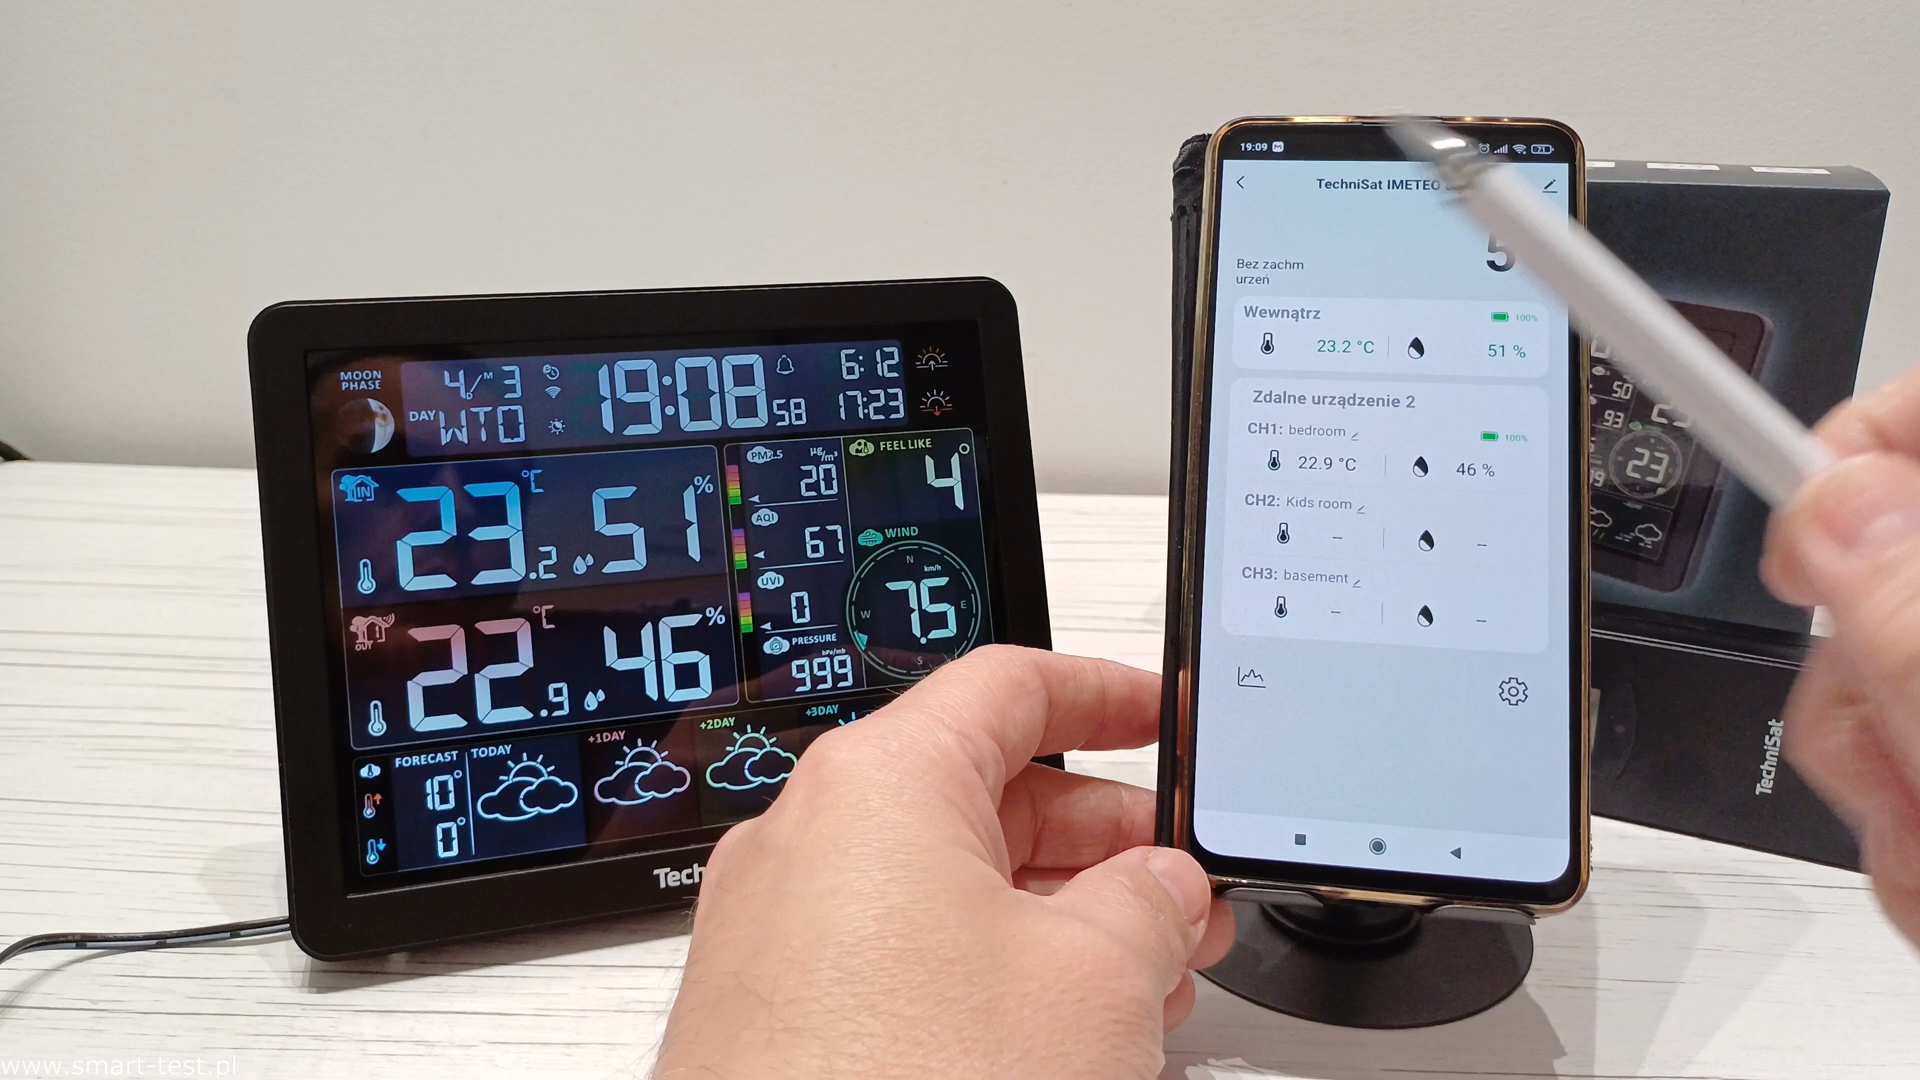 MOON
PHASE
4/ 3
D M
DAY WTO
19:08 58
6:12
17:23
IN
23.2 °C
51 %
OUT
22.9 °C
46 %
PM2.5
µg/m³
20
AQI
67
UVI
0
PRESSURE
hPa/mb
999
FEEL LIKE
4°
WIND
N
km/h
W 7.5 E
S
FORECAST
10°
0°
TODAY
+1DAY
+2DAY
+3DAY
Tech
19:09
71
TechniSat IMETEO
5
Bez zachm
urzeń
Wewnątrz
100%
23.2 °C
51 %
Zdalne urządzenie 2
CH1: bedroom
100%
22.9 °C
46 %
CH2: Kids room
–
–
CH3: basement
–
–
50
93
23
TechniSat
www.smart-test.pl